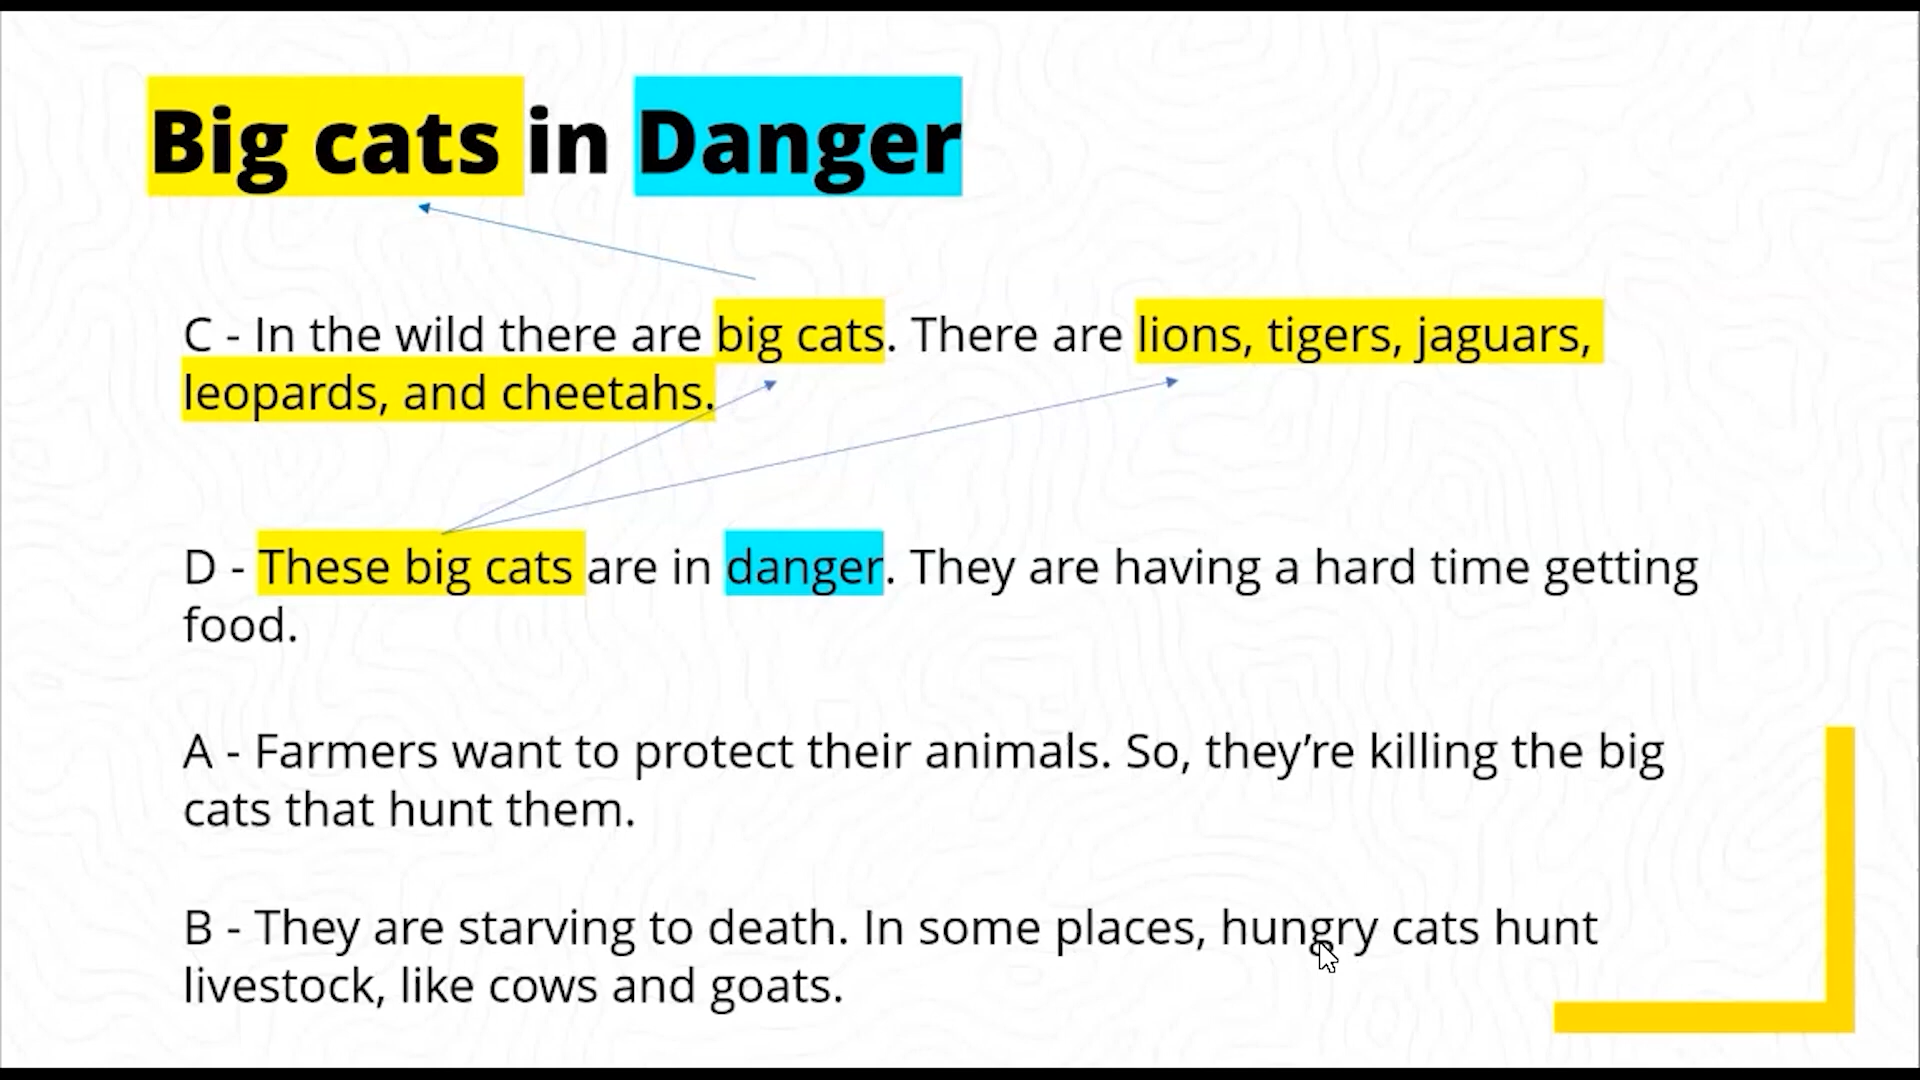 Big cats in Danger
C - In the wild there are big cats. There are lions, tigers, jaguars,
leopards, and cheetahs.
D - These big cats are in danger. They are having a hard time getting
food.
A - Farmers want to protect their animals. So, they’re killing the big
cats that hunt them.
B - They are starving to death. In some places, hungry cats hunt
livestock, like cows and goats.